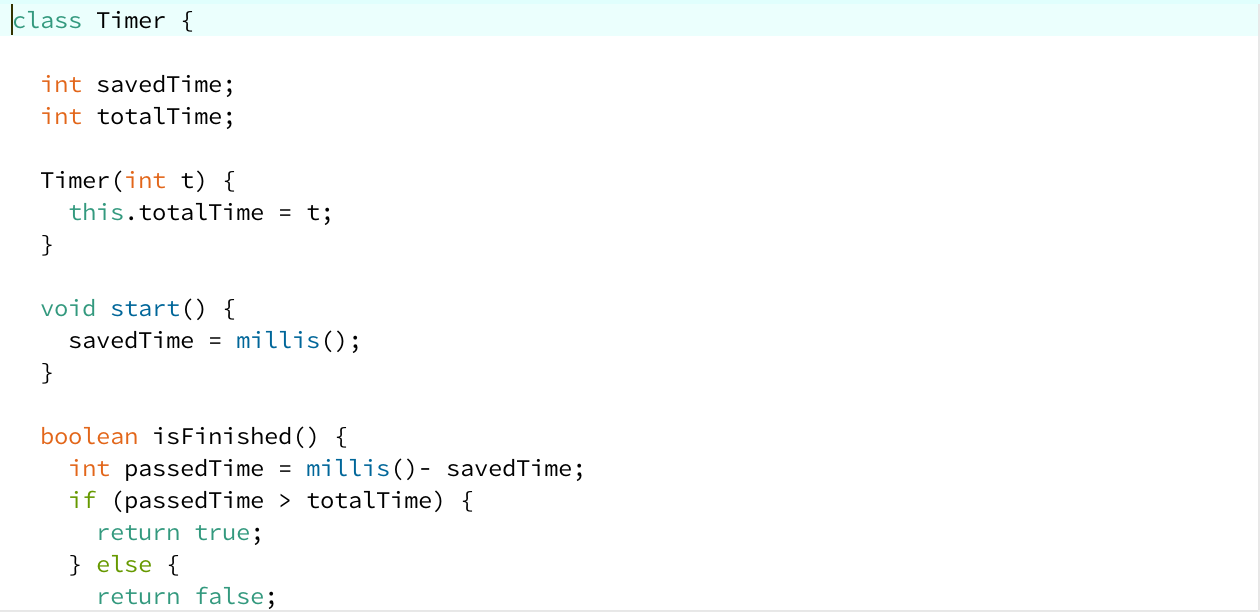 class Timer {
int savedTime;
int totalTime;
Timer(int t) {
this.totalTime = t;
}
void start() {
savedTime = millis();
}
boolean isFinished() {
int passedTime = millis()- savedTime;
if (passedTime > totalTime) {
return true;
} else {
return false;